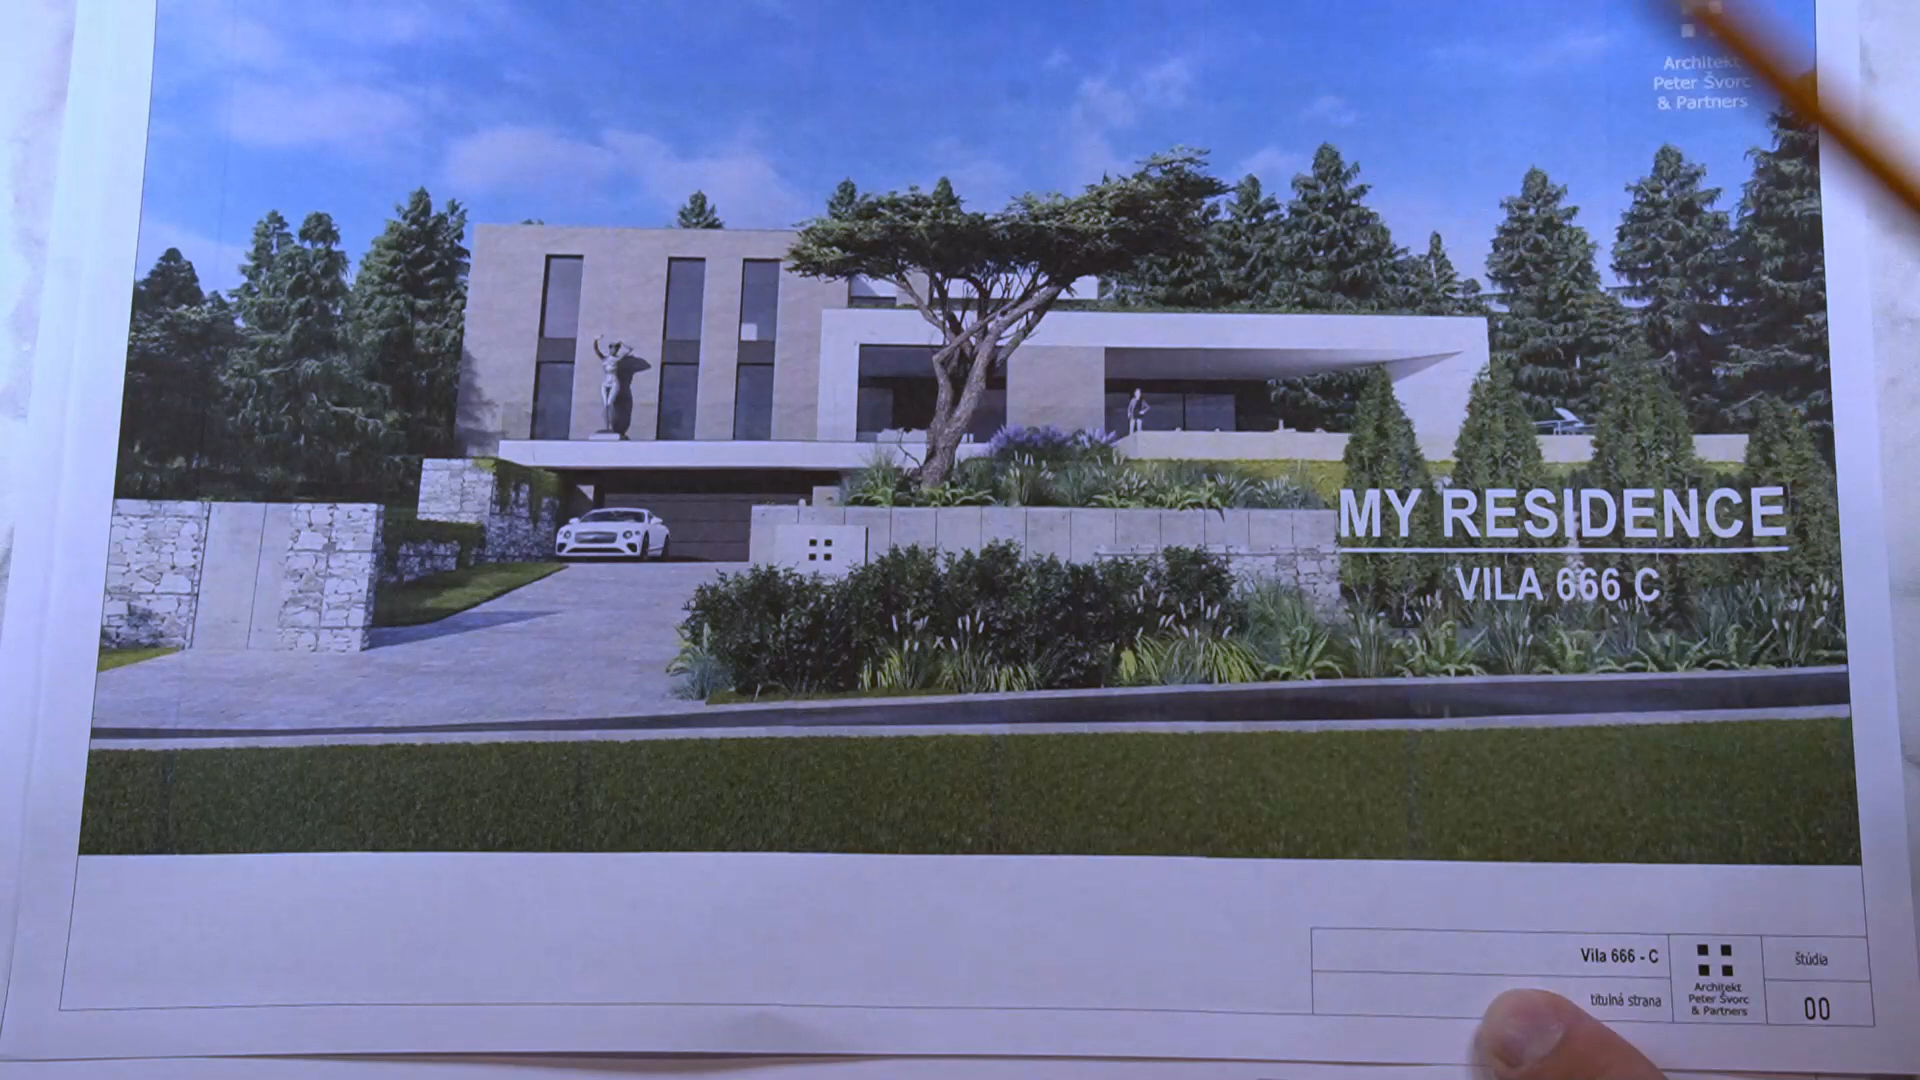 Architekt
Peter Švorc
& Partners
MY RESIDENCE
VILA 666 C
Vila 666 - C
titulná strana
Architekt
Peter Švorc
& Partners
štúdia
00